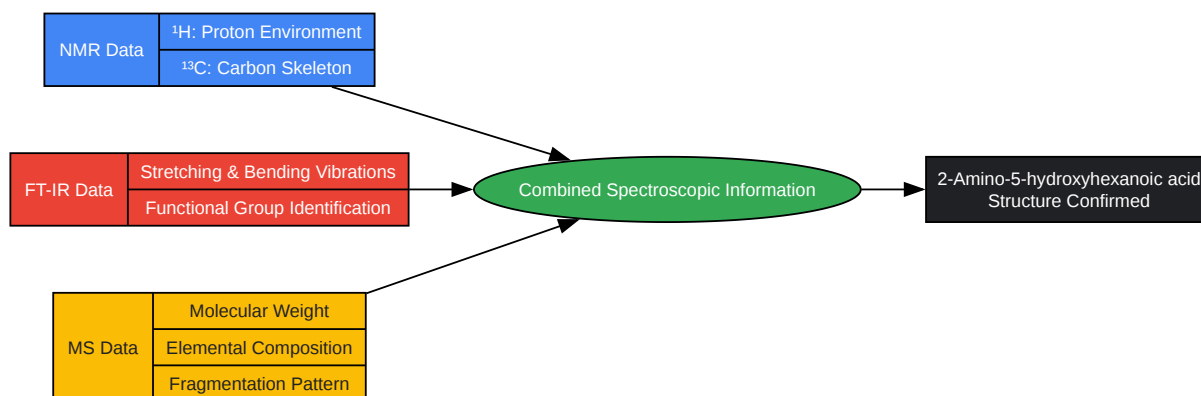 NMR Data
¹H: Proton Environment
¹³C: Carbon Skeleton
FT-IR Data
Stretching & Bending Vibrations
Functional Group Identification
MS Data
Molecular Weight
Elemental Composition
Fragmentation Pattern
Combined Spectroscopic Information
2-Amino-5-hydroxyhexanoic acid
Structure Confirmed